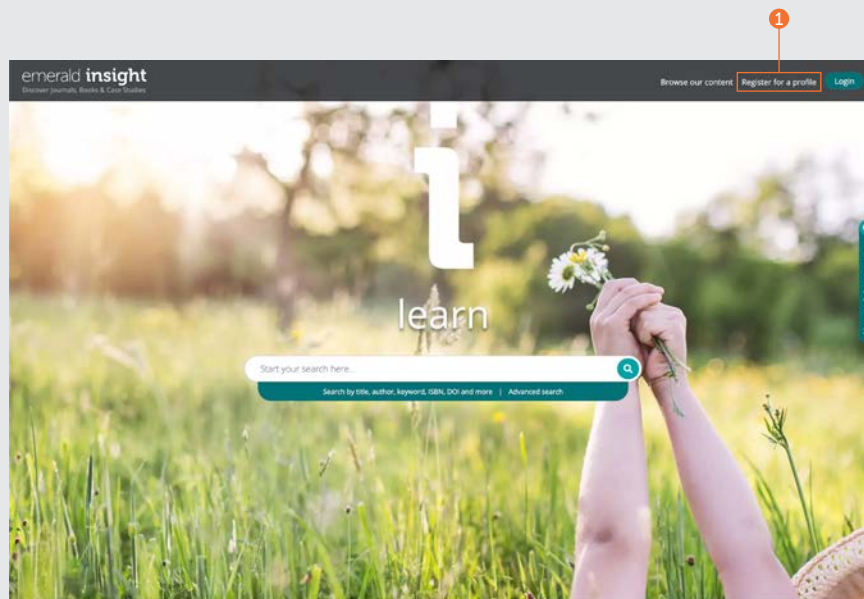 1
emerald insight
Discover Journals, Books & Case Studies
Browse our content Register for a profile Login
i
learn
Start your search here...
Search by title, author, keyword, ISBN, DOI and more | Advanced search